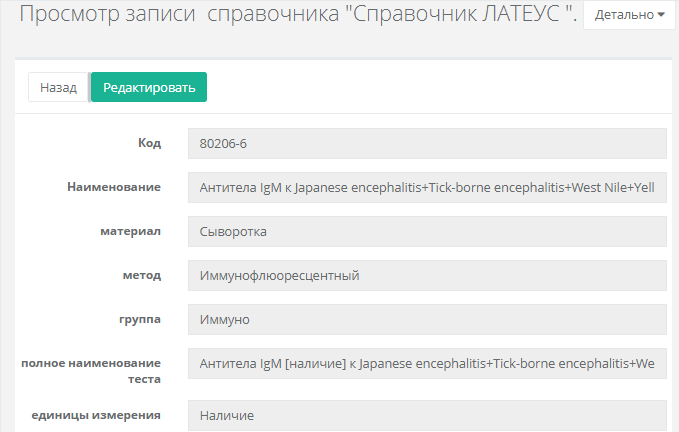 Просмотр записи справочника "Справочник ЛАТЕУС ".
Детально
Назад
Редактировать
Код
80206-6
Наименование
Антитела IgM к Japanese encephalitis+Tick-borne encephalitis+West Nile+Yell
материал
Сыворотка
метод
Иммунофлюоресцентный
группа
Иммуно
полное наименование
теста
Антитела IgM [наличие] к Japanese encephalitis+Tick-borne encephalitis+We
единицы измерения
Наличие